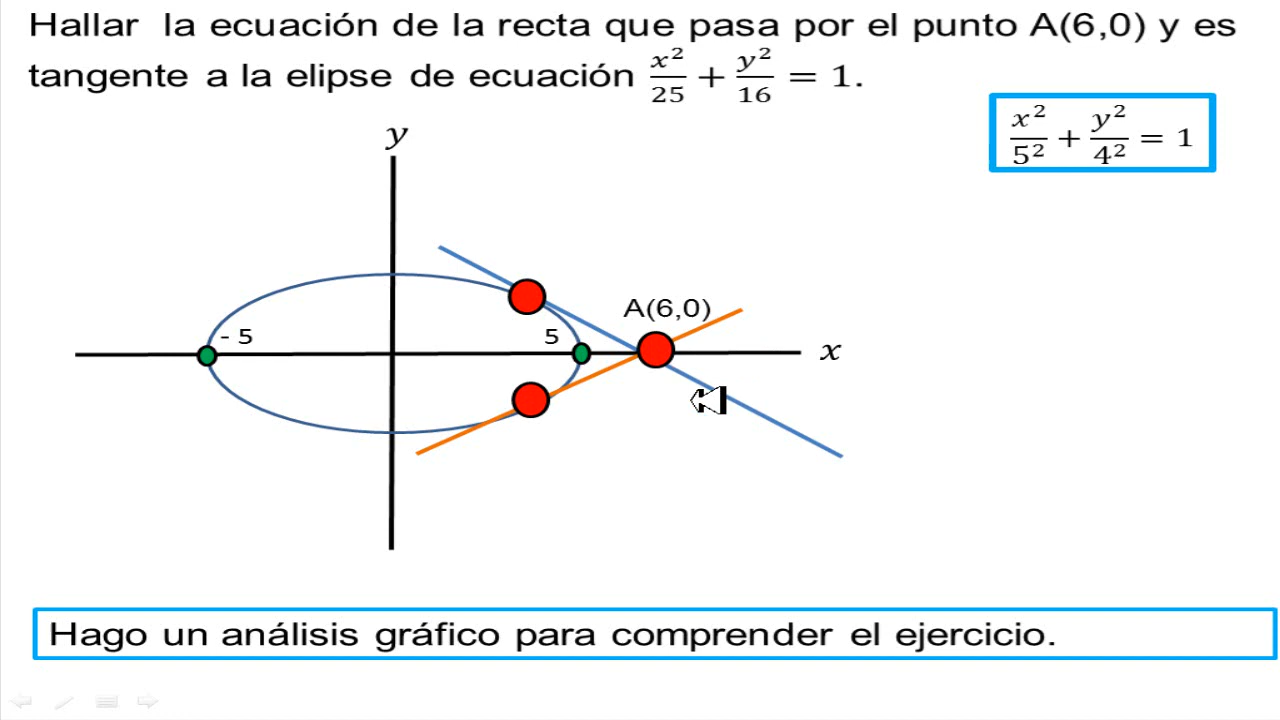 Hallar la ecuación de la recta que pasa por el punto A(6,0) y es
tangente a la elipse de ecuación x²/25 + y²/16 = 1.
x²/5² + y²/4² = 1
y
A(6,0)
- 5
5
x
Hago un análisis gráfico para comprender el ejercicio.